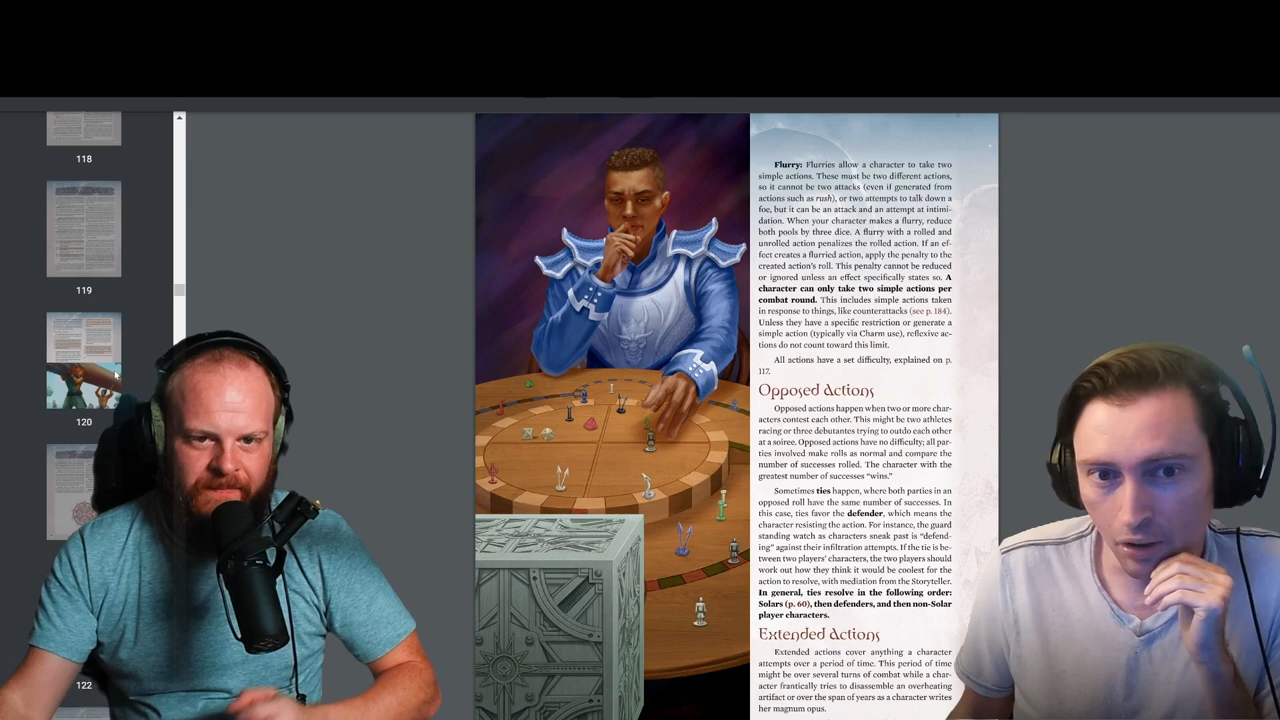 118
119
120
122
Flurry: Flurries allow a character to take two
simple actions. These must be two different actions,
so it cannot be two attacks (even if generated from
actions such as rush), or two attempts to talk down a
foe, but it can be an attack and an attempt at intimi-
dation. When your character makes a flurry, reduce
both pools by three dice. A flurry with a rolled and
unrolled action penalizes the rolled action. If an ef-
fect creates a flurried action, apply the penalty to the
created action's roll. This penalty cannot be reduced
or ignored unless an effect specifically states so. A
character can only take two simple actions per
combat round. This includes simple actions taken
in response to things, like counterattacks (see p. 184).
Unless they have a specific restriction or generate a
simple action (typically via Charm use), reflexive ac-
tions do not count toward this limit.
All actions have a set difficulty, explained on p.
117.
Opposed Actions
Opposed actions happen when two or more char-
acters contest each other. This might be two athletes
racing or three debutantes trying to outdo each other
at a soiree. Opposed actions have no difficulty; all par-
ties involved make rolls as normal and compare the
number of successes rolled. The character with the
greatest number of successes “wins.”
Sometimes ties happen, where both parties in an
opposed roll have the same number of successes. In
this case, ties favor the defender, which means the
character resisting the action. For instance, the guard
standing watch as characters sneak past is “defend-
ing” against their infiltration attempts. If the tie is be-
tween two players' characters, the two players should
work out how they think it would be coolest for the
action to resolve, with mediation from the Storyteller.
In general, ties resolve in the following order:
Solars (p. 60), then defenders, and then non-Solar
player characters.
Extended Actions
Extended actions cover anything a character
attempts over a period of time. This period of time
might be over several turns of combat while a char-
acter frantically tries to disassemble an overheating
artifact or over the span of years as a character writes
her magnum opus.